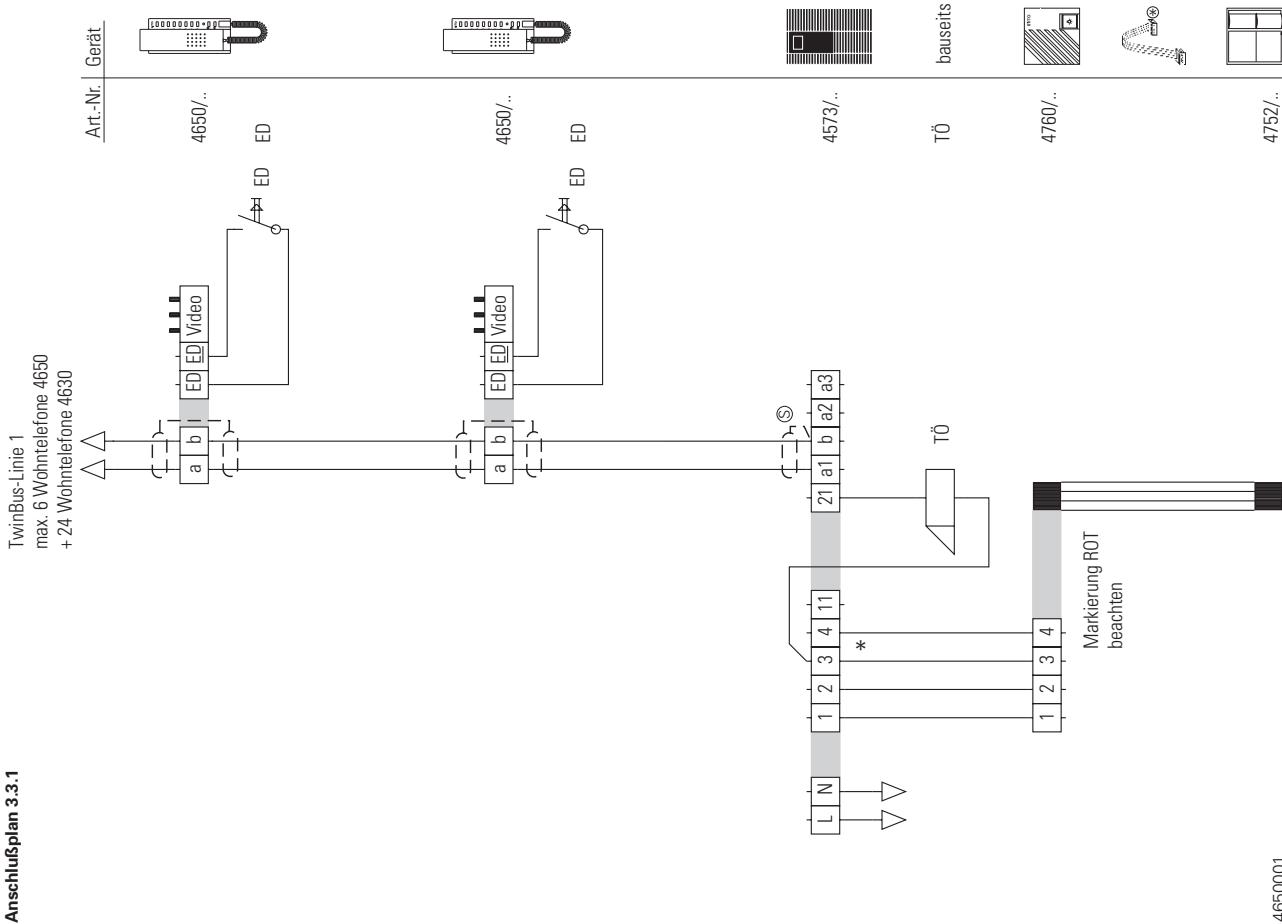 Anschlußplan 3.3.1
TwinBus-Linie 1
max. 6 Wohntelefone 4650
+ 24 Wohntelefone 4630
Art.-Nr. Gerät
a b ED ED Video
ED
4650/..
ED
a b ED ED Video
ED
4650/..
ED
L N 1 2 3 4 11 21 a1 b a2 a3
S
4573/..
*
TÖ
TÖ bauseits
1 2 3 4
4760/..
Markierung ROT
beachten
4752/..
4650001